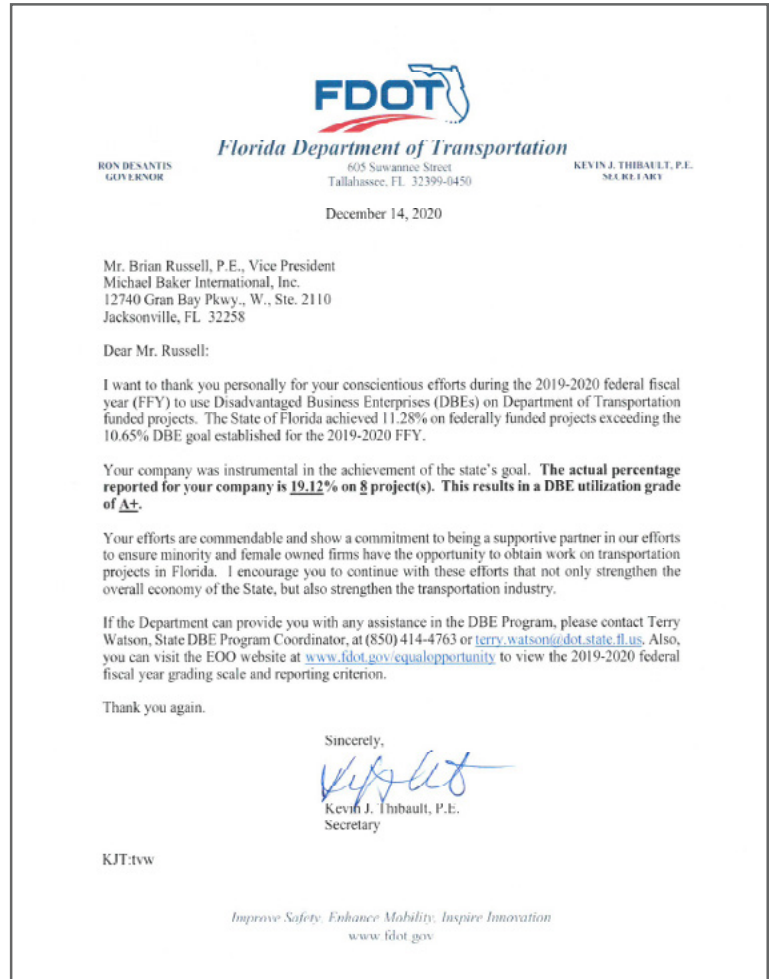 FDOT
Florida Department of Transportation
RON DESANTIS
GOVERNOR
605 Suwannee Street
Tallahassee, FL 32399-0450
KEVIN J. THIBAULT, P.E.
SECRETARY
December 14, 2020
Mr. Brian Russell, P.E., Vice President
Michael Baker International, Inc.
12740 Gran Bay Pkwy., W., Ste. 2110
Jacksonville, FL 32258
Dear Mr. Russell:
I want to thank you personally for your conscientious efforts during the 2019-2020 federal fiscal
year (FFY) to use Disadvantaged Business Enterprises (DBEs) on Department of Transportation
funded projects. The State of Florida achieved 11.28% on federally funded projects exceeding the
10.65% DBE goal established for the 2019-2020 FFY.
Your company was instrumental in the achievement of the state's goal. The actual percentage
reported for your company is 19.12% on 8 project(s). This results in a DBE utilization grade
of A+.
Your efforts are commendable and show a commitment to being a supportive partner in our efforts
to ensure minority and female owned firms have the opportunity to obtain work on transportation
projects in Florida. I encourage you to continue with these efforts that not only strengthen the
overall economy of the State, but also strengthen the transportation industry.
If the Department can provide you with any assistance in the DBE Program, please contact Terry
Watson, State DBE Program Coordinator, at (850) 414-4763 or terry.watson@dot.state.fl.us. Also,
you can visit the EOO website at www.fdot.gov/equalopportunity to view the 2019-2020 federal
fiscal year grading scale and reporting criterion.
Thank you again.
Sincerely,
Kevin J. Thibault, P.E.
Secretary
KJT:tvw
Improve Safety, Enhance Mobility, Inspire Innovation
www.fdot.gov